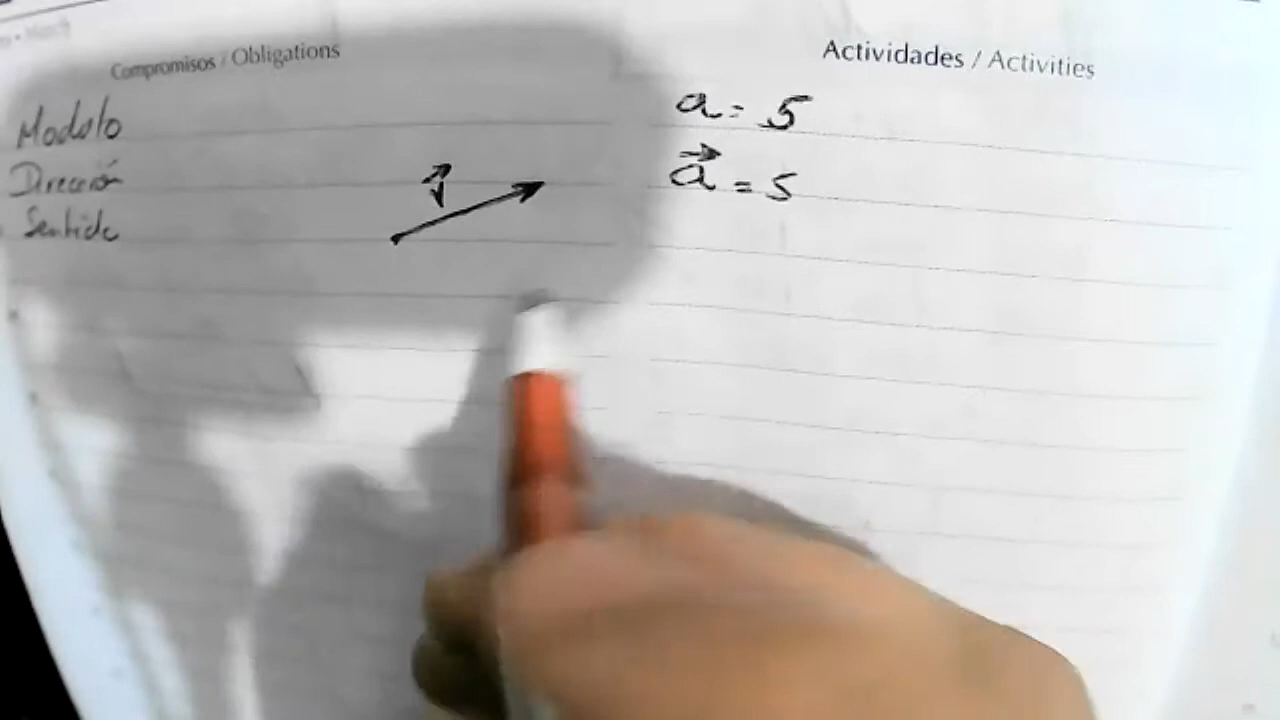 Compromisos / Obligations
Modulo
Dirección
Sentido
Actividades / Activities
a = 5
a⃗ = 5